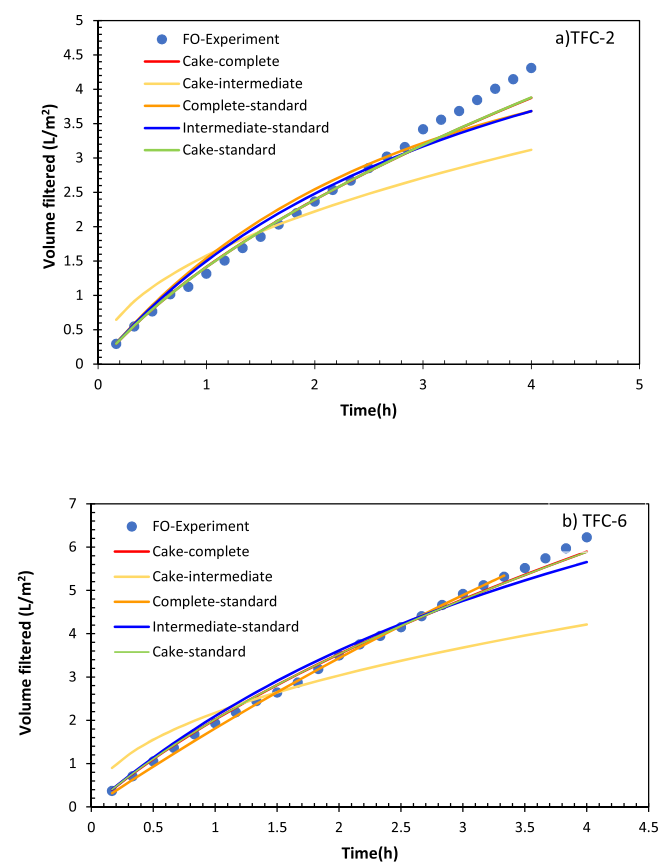 a)TFC-2
FO-Experiment
Cake-complete
Cake-intermediate
Complete-standard
Intermediate-standard
Cake-standard
Volume filtered (L/m²)
5
4.5
4
3.5
3
2.5
2
1.5
1
0.5
0
0 1 2 3 4 5
Time(h)
b) TFC-6
FO-Experiment
Cake-complete
Cake-intermediate
Complete-standard
Intermediate-standard
Cake-standard
Volume filtered (L/m²)
7
6
5
4
3
2
1
0
0 0.5 1 1.5 2 2.5 3 3.5 4 4.5
Time(h)